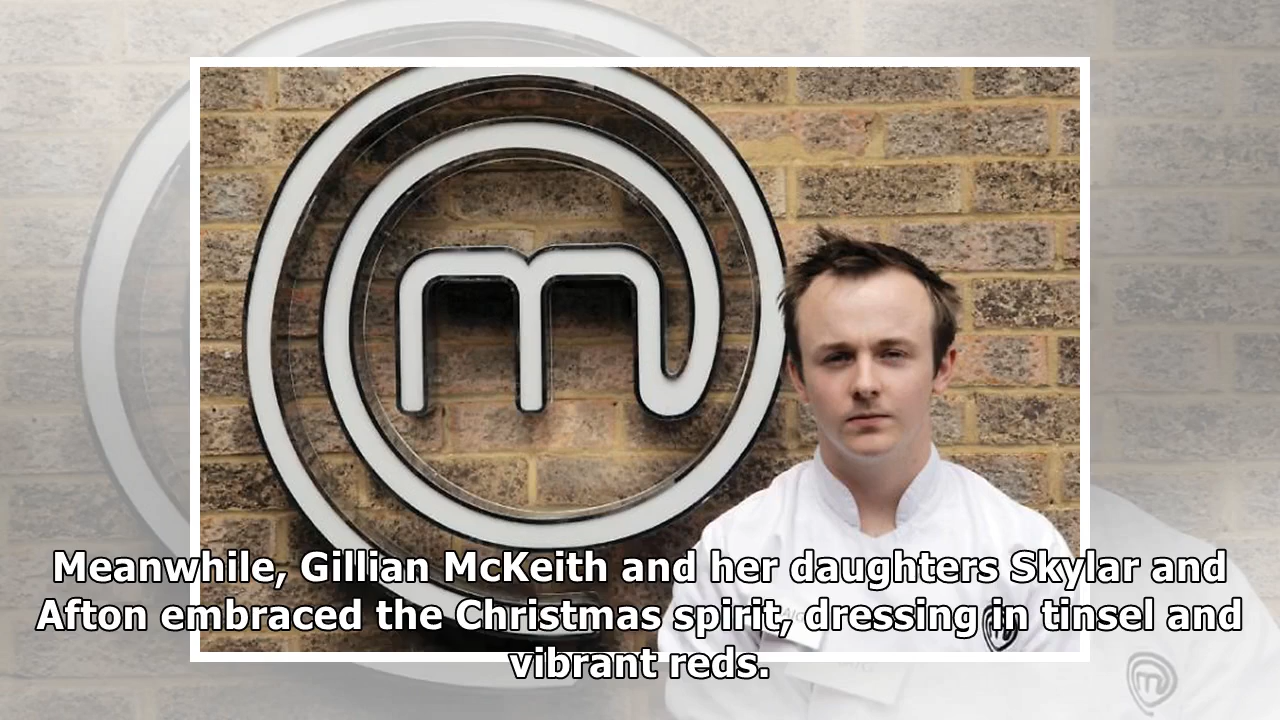 m
Meanwhile, Gillian McKeith and her daughters Skylar and
Afton embraced the Christmas spirit, dressing in tinsel and
vibrant reds.